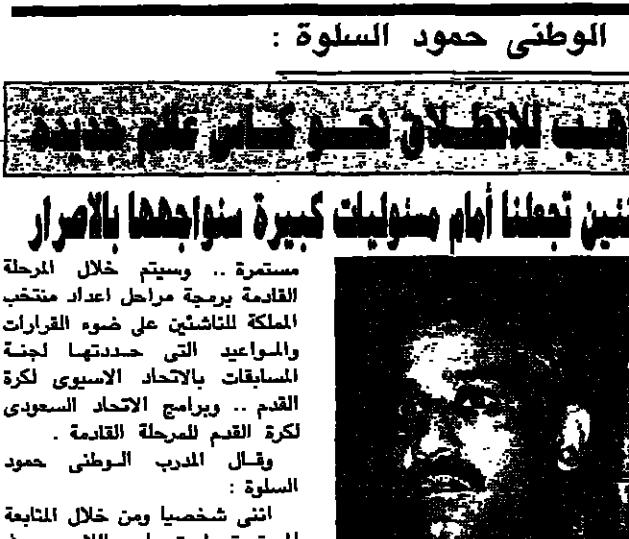 الوطنى حمود السلوة :
للانطلاق نحو كأس عالم جديدة
تجعلنا أمام مسئوليات كبيرة سنواجهها بالاصرار
مستمرة .. وسيتم خلال المرحلة
القادمة برمجة مراحل اعداد منتخب
المملكة للناشئين على ضوء القرارات
والمواعيد التى حددتها لجنة
المسابقات بالاتحاد الاسيوى لكرة
القدم .. وبرامج الاتحاد السعودى
لكرة القدم للمرحلة القادمة .
وقال المدرب الوطنى حمود
السلوة :
اننى شخصيا ومن خلال المتابعة